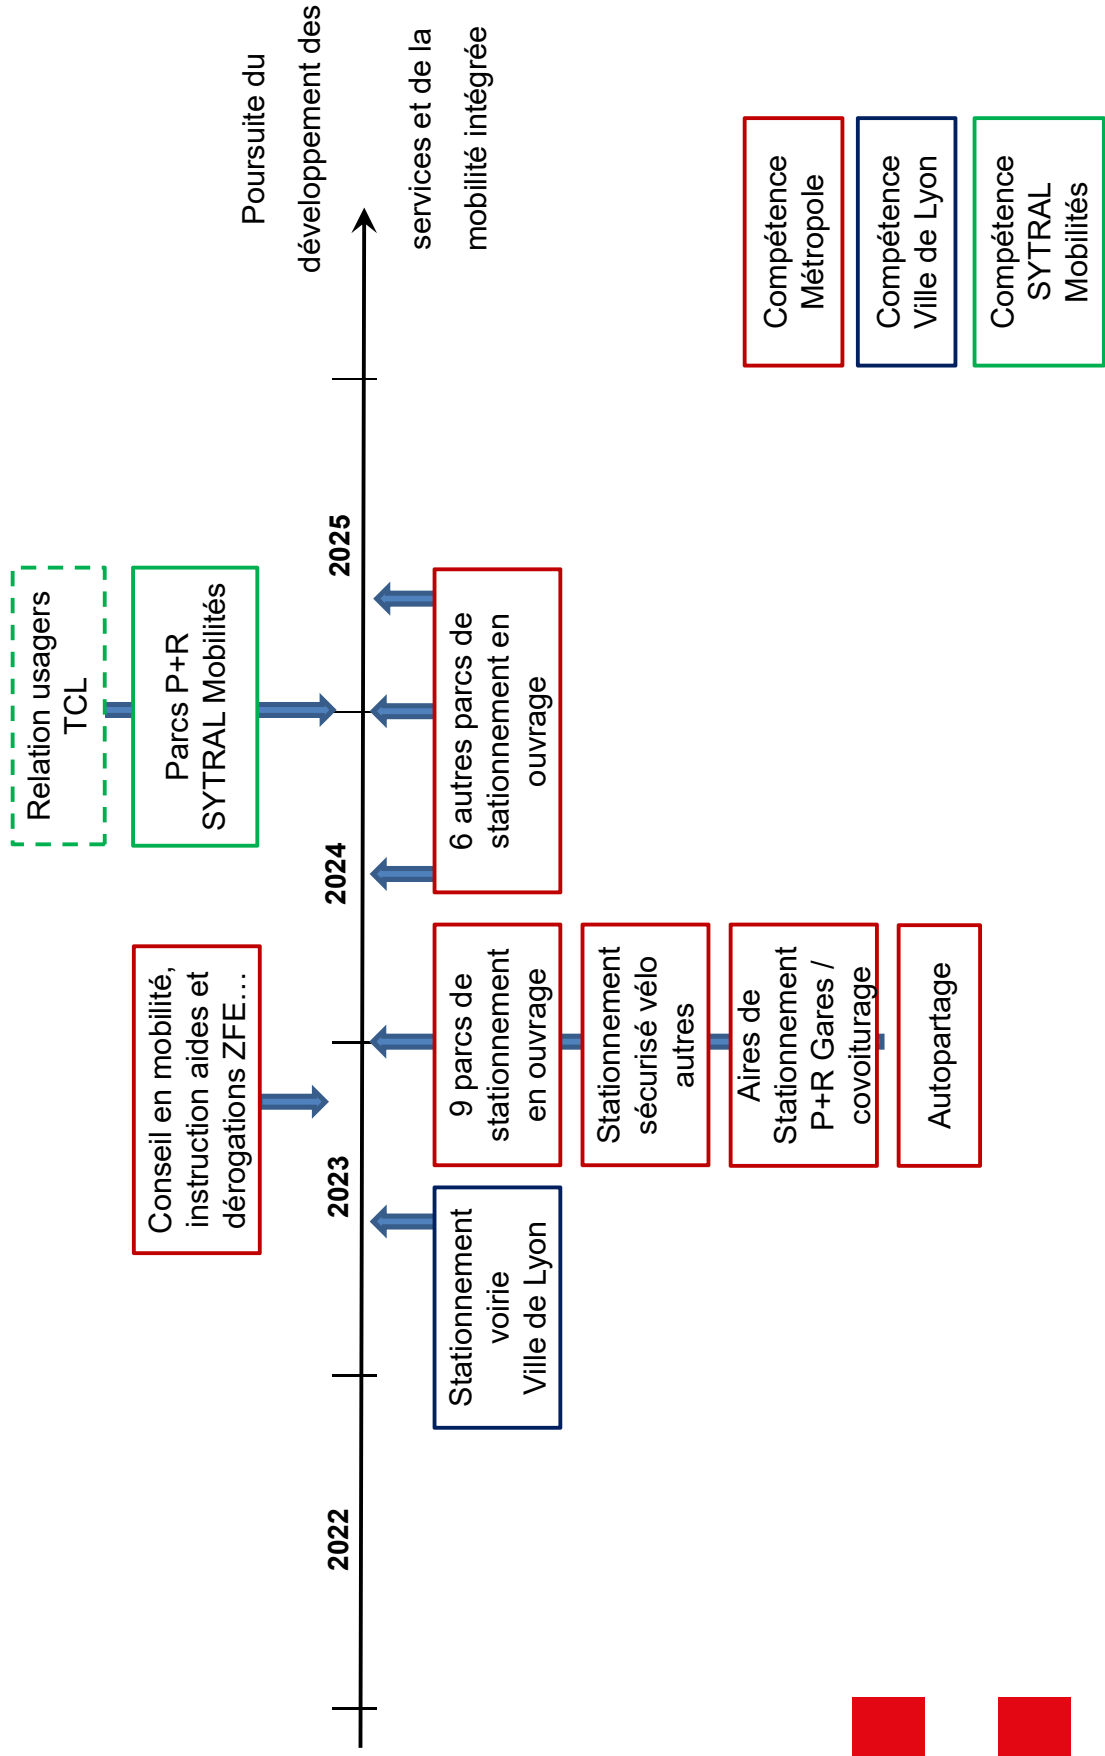 Relation usagers
TCL
Parcs P+R
SYTRAL Mobilités
Conseil en mobilité,
instruction aides et
dérogations ZFE…
Poursuite du
développement des
services et de la
mobilité intégrée
2022
2023
2024
2025
Stationnement
voirie
Ville de Lyon
9 parcs de
stationnement
en ouvrage
Stationnement
sécurisé vélo
autres
Aires de
Stationnement
P+R Gares /
covoiturage
Autopartage
6 autres parcs de
stationnement en
ouvrage
Compétence
Métropole
Compétence
Ville de Lyon
Compétence
SYTRAL
Mobilités